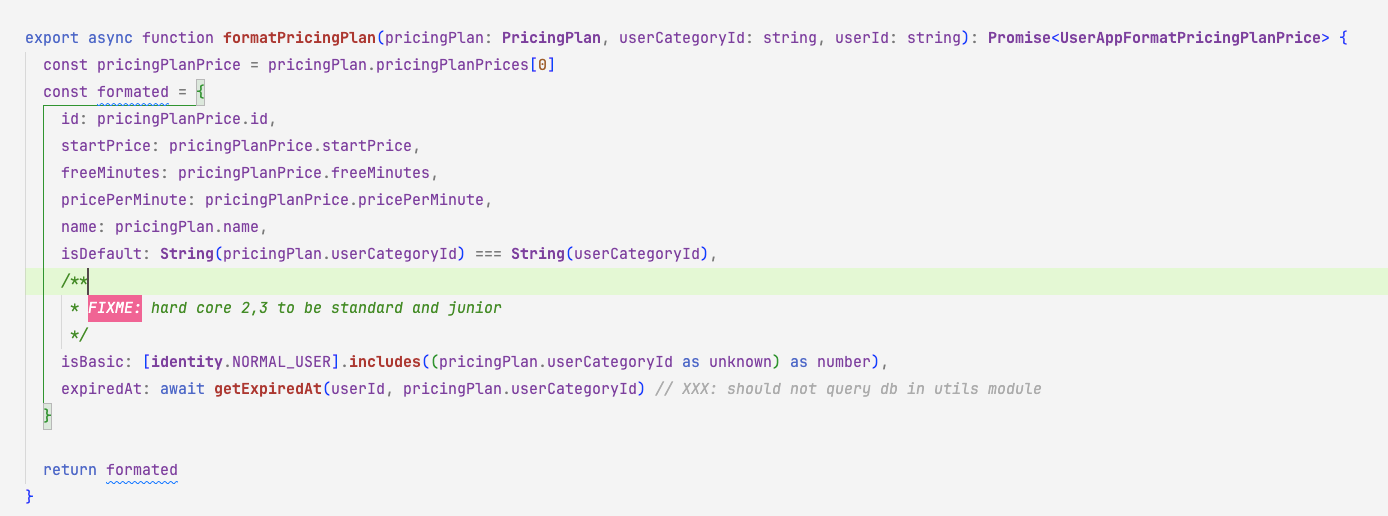 export async function formatPricingPlan(pricingPlan: PricingPlan, userCategoryId: string, userId: string): Promise<UserAppFormatPricingPlanPrice> {
  const pricingPlanPrice = pricingPlan.pricingPlanPrices[0]
  const formated = {
    id: pricingPlanPrice.id,
    startPrice: pricingPlanPrice.startPrice,
    freeMinutes: pricingPlanPrice.freeMinutes,
    pricePerMinute: pricingPlanPrice.pricePerMinute,
    name: pricingPlan.name,
    isDefault: String(pricingPlan.userCategoryId) === String(userCategoryId),
    /**
     * FIXME: hard core 2,3 to be standard and junior
     */
    isBasic: [identity.NORMAL_USER].includes((pricingPlan.userCategoryId as unknown) as number),
    expiredAt: await getExpiredAt(userId, pricingPlan.userCategoryId) // XXX: should not query db in utils module
  }
  return formated
}